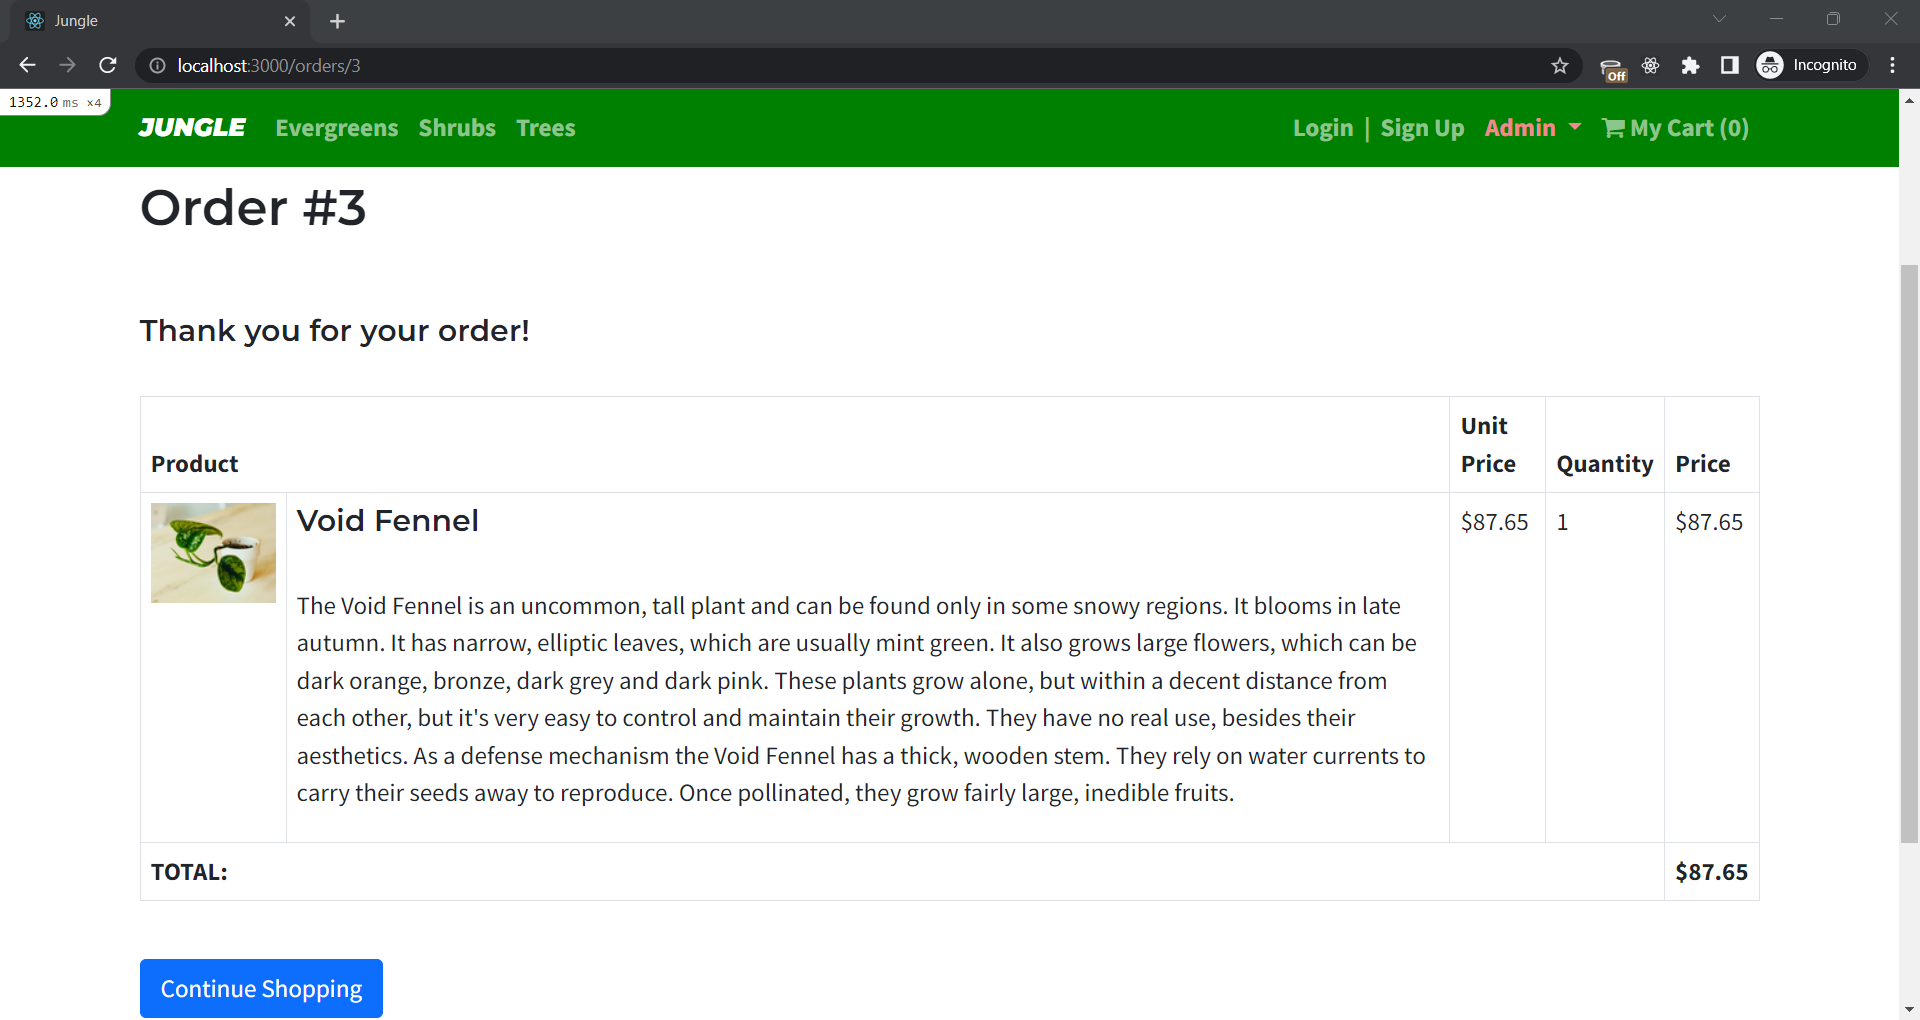 Jungle
localhost:3000/orders/3
Off
Incognito
1352.0 ms ×4
JUNGLE Evergreens Shrubs Trees Login | Sign Up Admin My Cart (0)
Order #3
Thank you for your order!
Product Unit Price Quantity Price
Void Fennel $87.65 1 $87.65
The Void Fennel is an uncommon, tall plant and can be found only in some snowy regions. It blooms in late
autumn. It has narrow, elliptic leaves, which are usually mint green. It also grows large flowers, which can be
dark orange, bronze, dark grey and dark pink. These plants grow alone, but within a decent distance from
each other, but it's very easy to control and maintain their growth. They have no real use, besides their
aesthetics. As a defense mechanism the Void Fennel has a thick, wooden stem. They rely on water currents to
carry their seeds away to reproduce. Once pollinated, they grow fairly large, inedible fruits.
TOTAL: $87.65
Continue Shopping